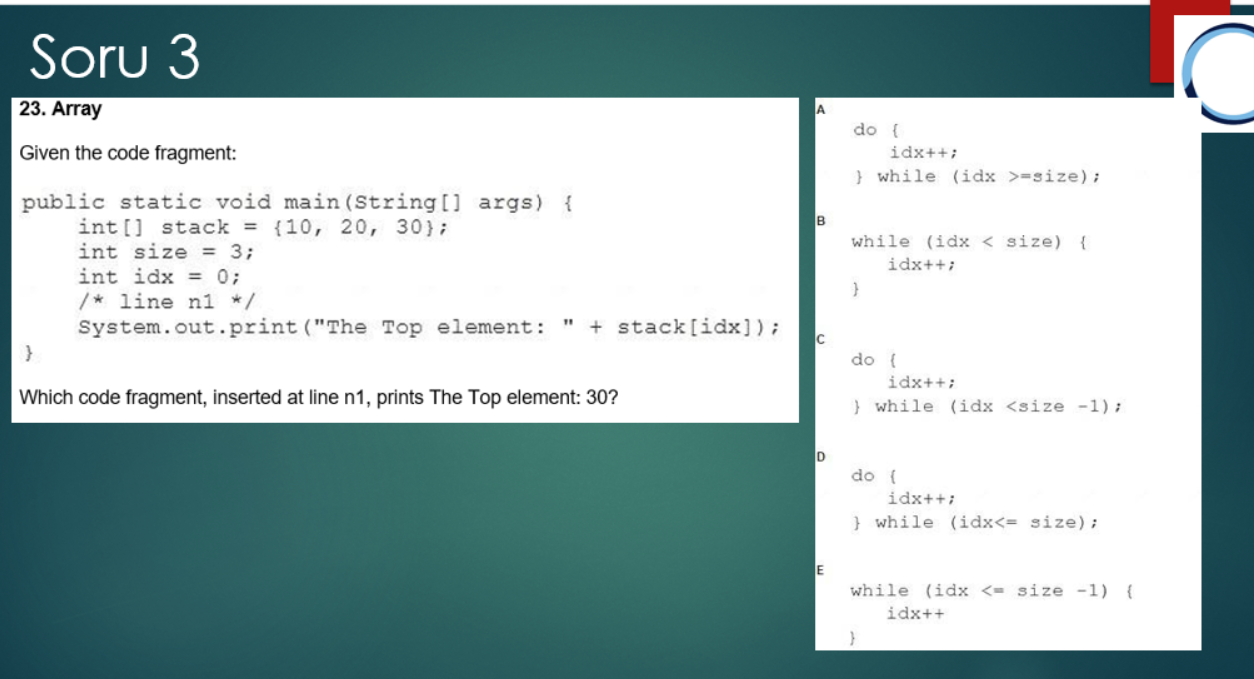 Soru 3
23. Array
Given the code fragment:
public static void main(String[] args) {
    int[] stack = {10, 20, 30};
    int size = 3;
    int idx = 0;
    /* line n1 */
    System.out.print("The Top element: " + stack[idx]);
}
Which code fragment, inserted at line n1, prints The Top element: 30?
A
do {
    idx++;
} while (idx >=size);
B
while (idx < size) {
    idx++;
}
C
do {
    idx++;
} while (idx <size -1);
D
do {
    idx++;
} while (idx<= size);
E
while (idx <= size -1) {
    idx++
}